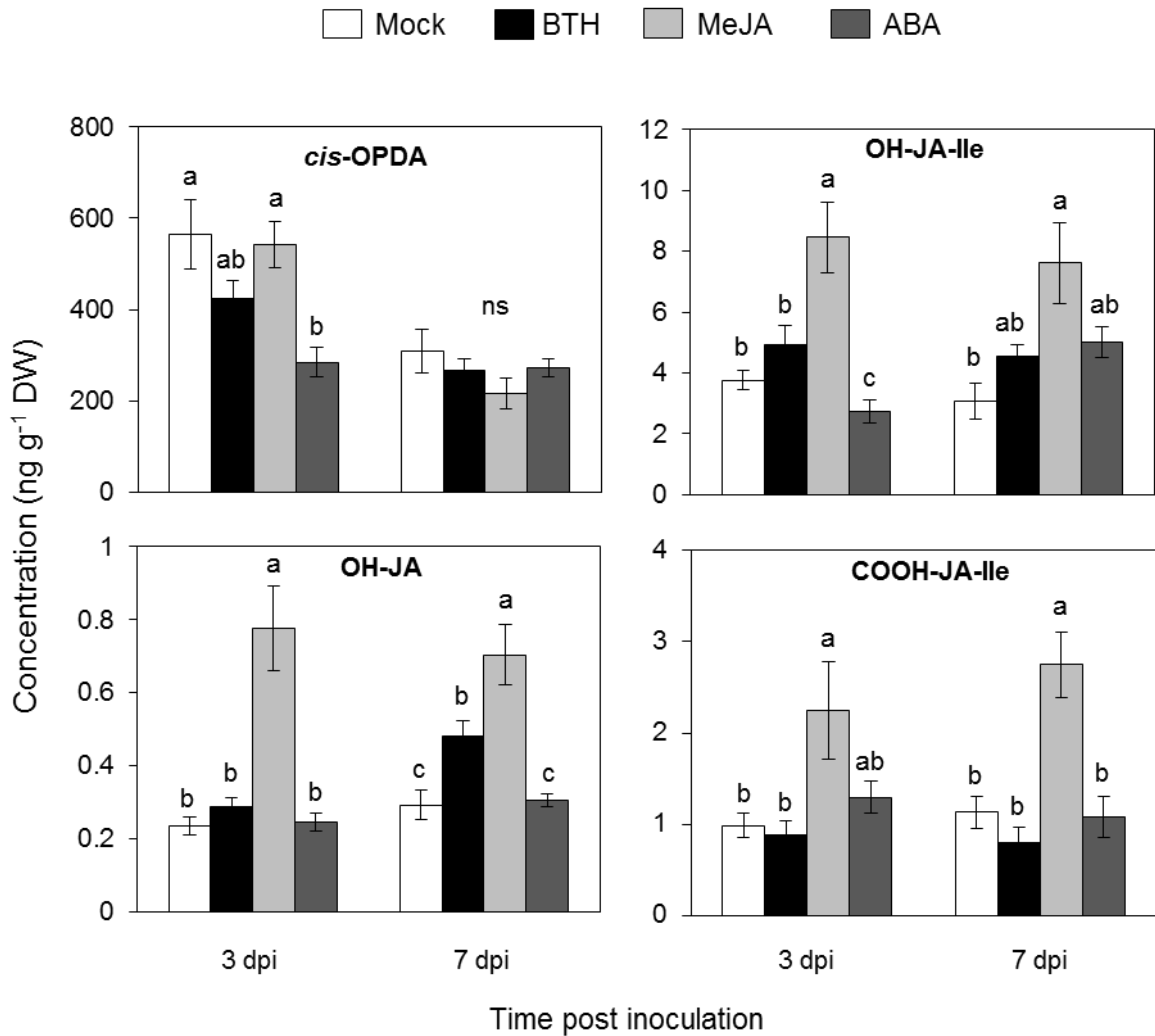 Mock BTH MeJA ABA
Concentration (ng g⁻¹ DW)
cis-OPDA
800
600
400
200
0
a ab a b
ns
OH-JA-Ile
12
10
8
6
4
2
0
b b a c
b ab a ab
OH-JA
1
0.8
0.6
0.4
0.2
0
b b a b
c b a c
3 dpi 7 dpi
COOH-JA-Ile
4
3
2
1
0
b b a ab
b b a b
3 dpi 7 dpi
Time post inoculation